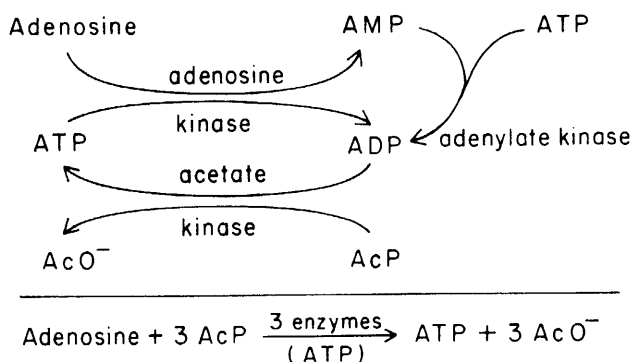 Adenosine AMP ATP
adenosine
kinase
ATP ADP adenylate kinase
acetate
kinase
AcO⁻ AcP
Adenosine + 3 AcP 3 enzymes (ATP) → ATP + 3 AcO⁻